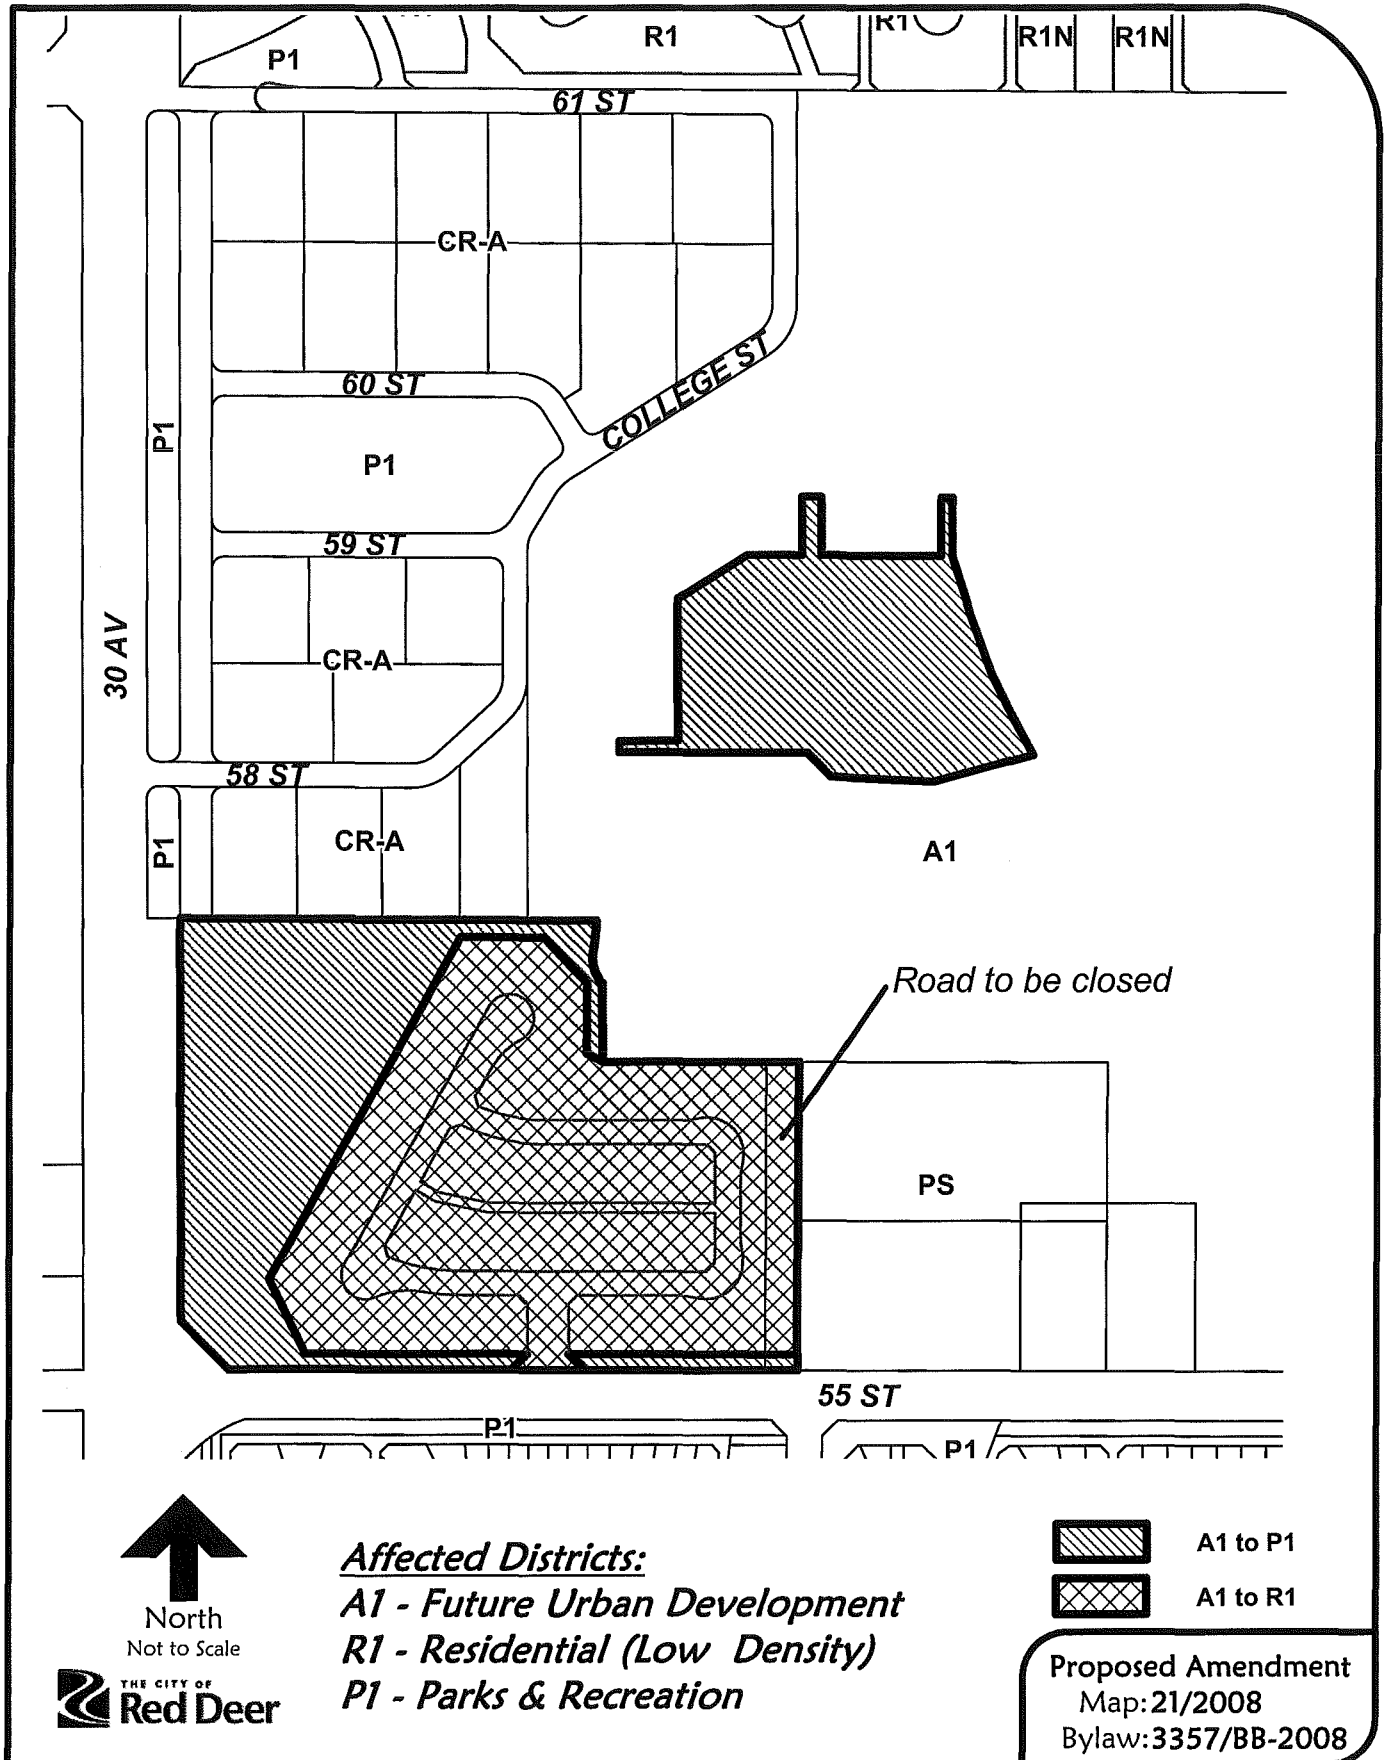 P1
R1
R1
R1N
R1N
61 ST
CR-A
60 ST
COLLEGE ST
P1
P1
59 ST
30 AV
CR-A
58 ST
CR-A
P1
A1
Road to be closed
PS
55 ST
P1
P1
North
Not to Scale
THE CITY OF
Red Deer
Affected Districts:
A1 - Future Urban Development
R1 - Residential (Low Density)
P1 - Parks & Recreation
A1 to P1
A1 to R1
Proposed Amendment
Map: 21/2008
Bylaw: 3357/BB-2008